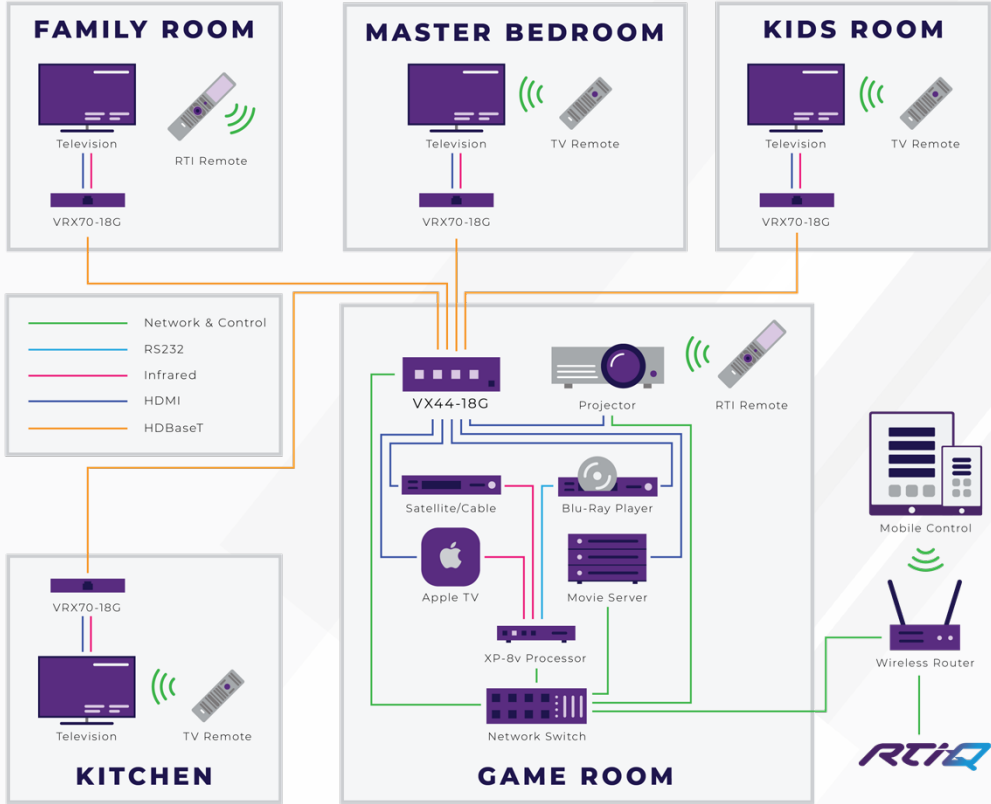 FAMILY ROOM
Television
RTI Remote
VRX70-18G
MASTER BEDROOM
Television
TV Remote
VRX70-18G
KIDS ROOM
Television
TV Remote
VRX70-18G
Network & Control
RS232
Infrared
HDMI
HDBaseT
VX44-18G
Projector
RTI Remote
Satellite/Cable
Blu-Ray Player
Apple TV
Movie Server
XP-8v Processor
Network Switch
GAME ROOM
Mobile Control
Wireless Router
RTiQ
VRX70-18G
Television
TV Remote
KITCHEN